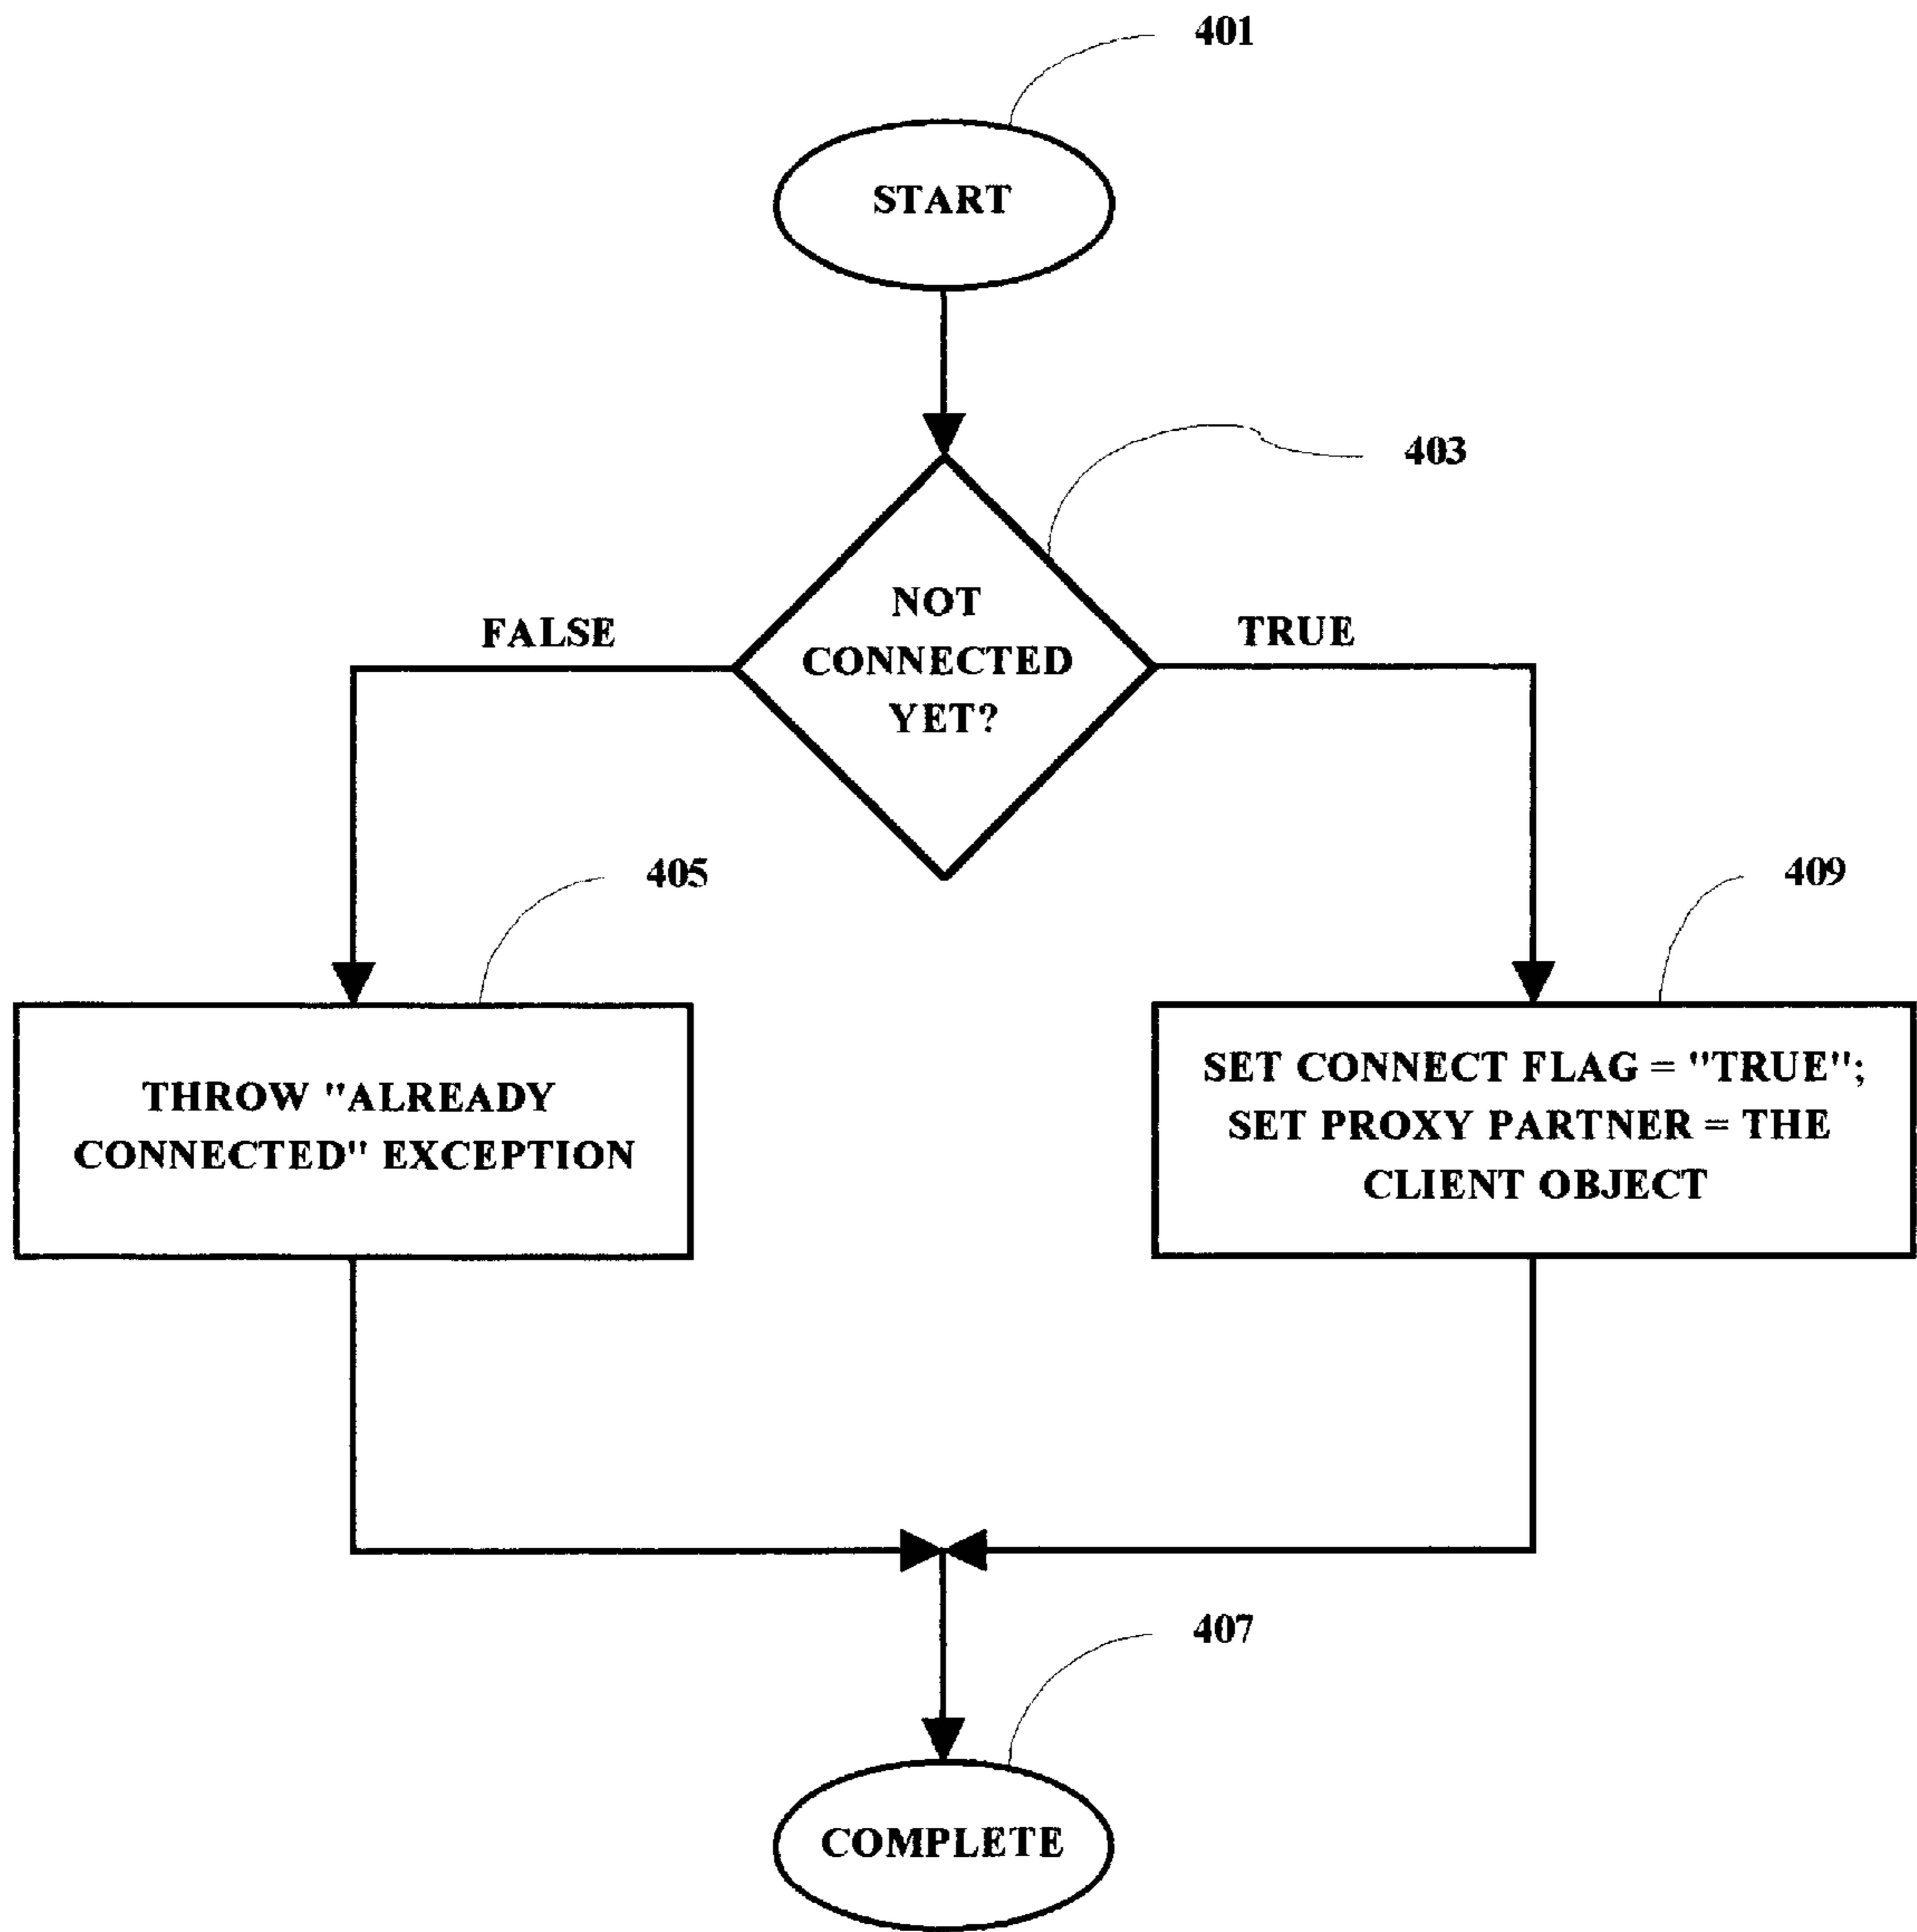 401
START
403
NOT
CONNECTED
YET?
FALSE
TRUE
405
409
THROW "ALREADY
CONNECTED" EXCEPTION
SET CONNECT FLAG = "TRUE";
SET PROXY PARTNER = THE
CLIENT OBJECT
407
COMPLETE